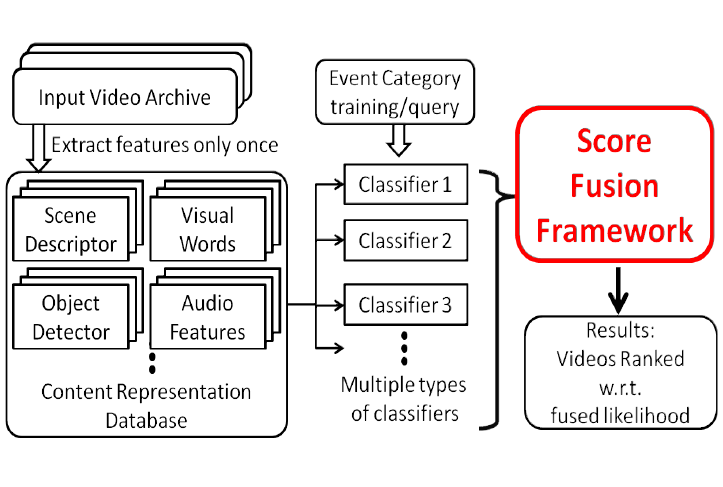 Input Video Archive
Extract features only once
Scene
Descriptor
Visual
Words
Object
Detector
Audio
Features
Content Representation
Database
Event Category
training/query
Classifier 1
Classifier 2
Classifier 3
Multiple types
of classifiers
Score
Fusion
Framework
Results:
Videos Ranked
w.r.t.
fused likelihood